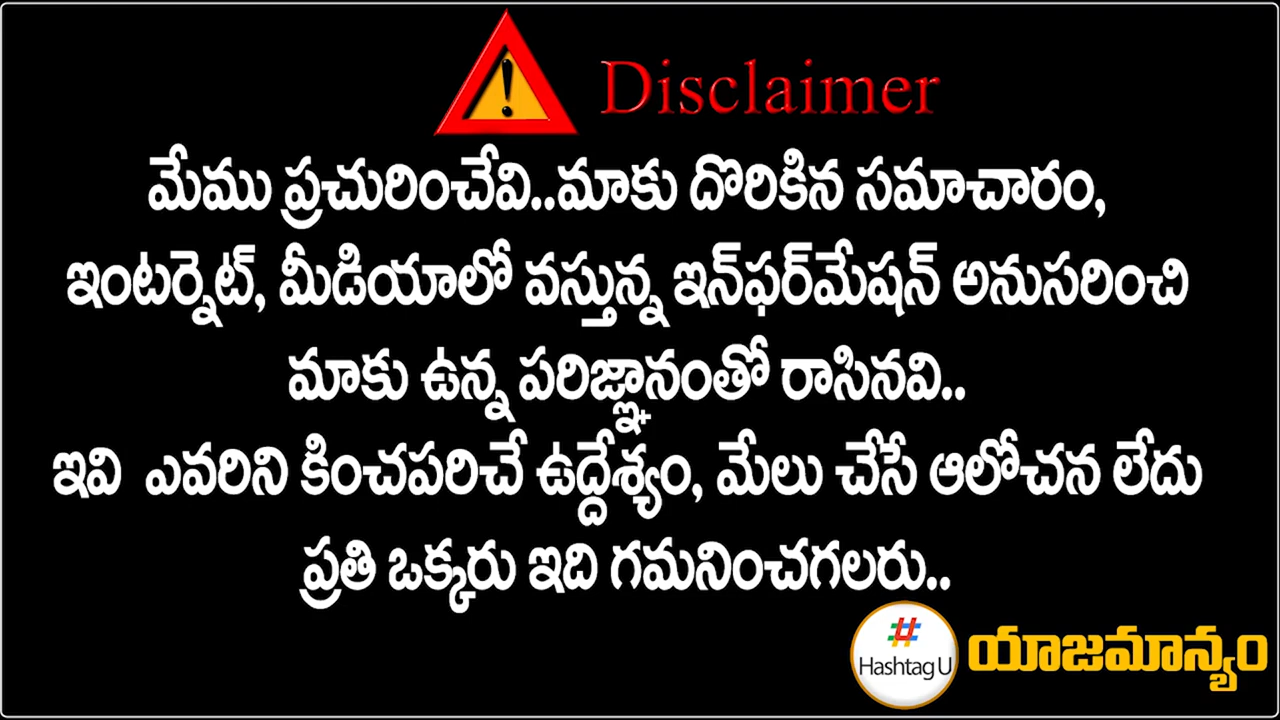 Disclaimer
మేము ప్రచురించేవి..మాకు దొరికిన సమాచారం,
ఇంటర్నెట్, మీడియాలో వస్తున్న ఇన్‌ఫర్‌మేషన్ అనుసరించి
మాకు ఉన్న పరిజ్ఞానంతో రాసినవి..
ఇవి ఎవరిని కించపరిచే ఉద్దేశ్యం, మేలు చేసే ఆలోచన లేదు
ప్రతి ఒక్కరు ఇది గమనించగలరు..
#
Hashtag U
యాజమాన్యం